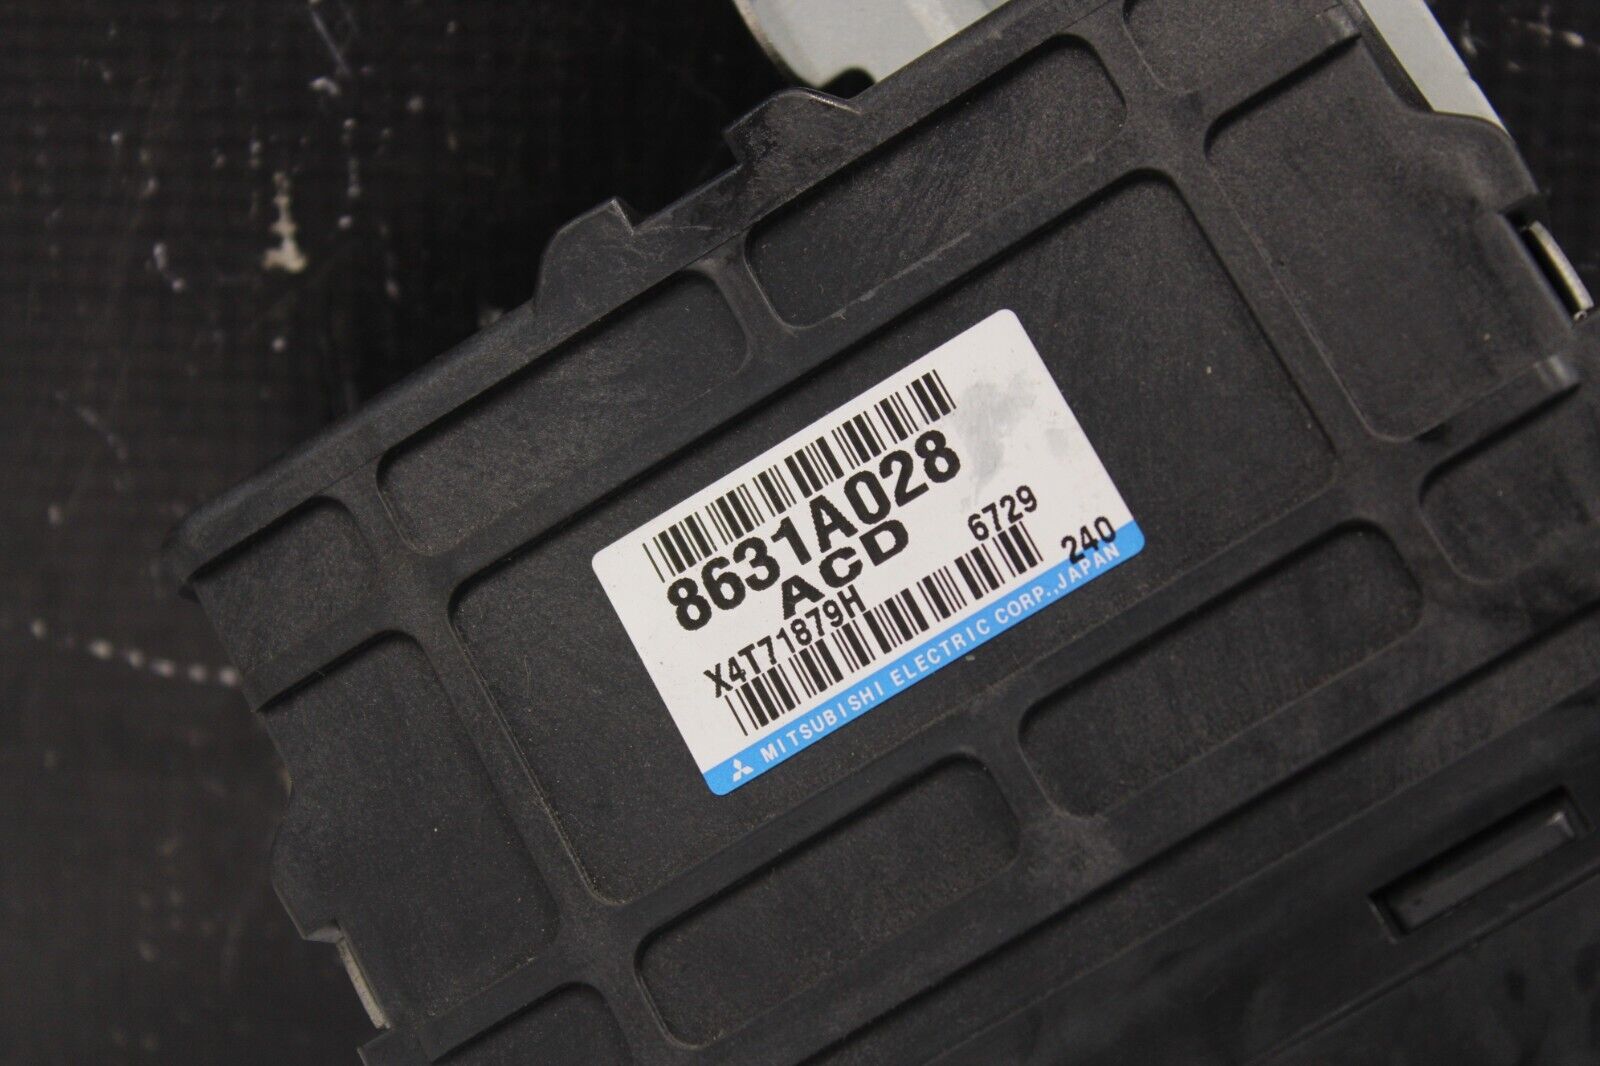 8631A028
ACD 6729
X4T71879H 240
MITSUBISHI ELECTRIC CORP.,JAPAN